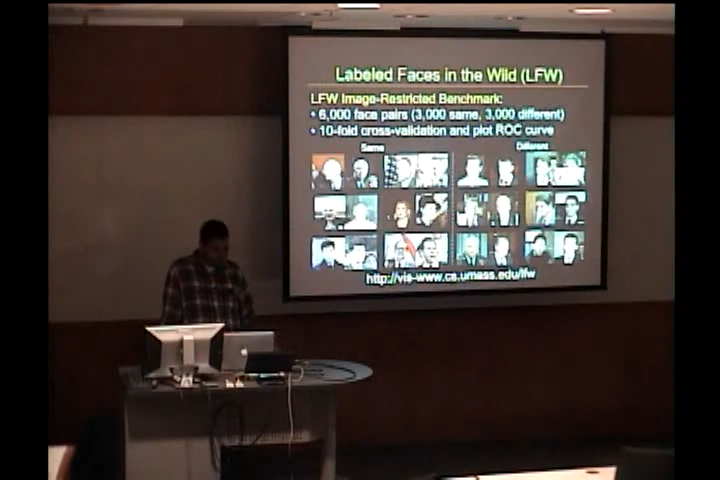 Labeled Faces in the Wild (LFW)
LFW Image-Restricted Benchmark:
• 6,000 face pairs (3,000 same, 3,000 different)
• 10-fold cross-validation and plot ROC curve
Same Different
http://vis-www.cs.umass.edu/lfw